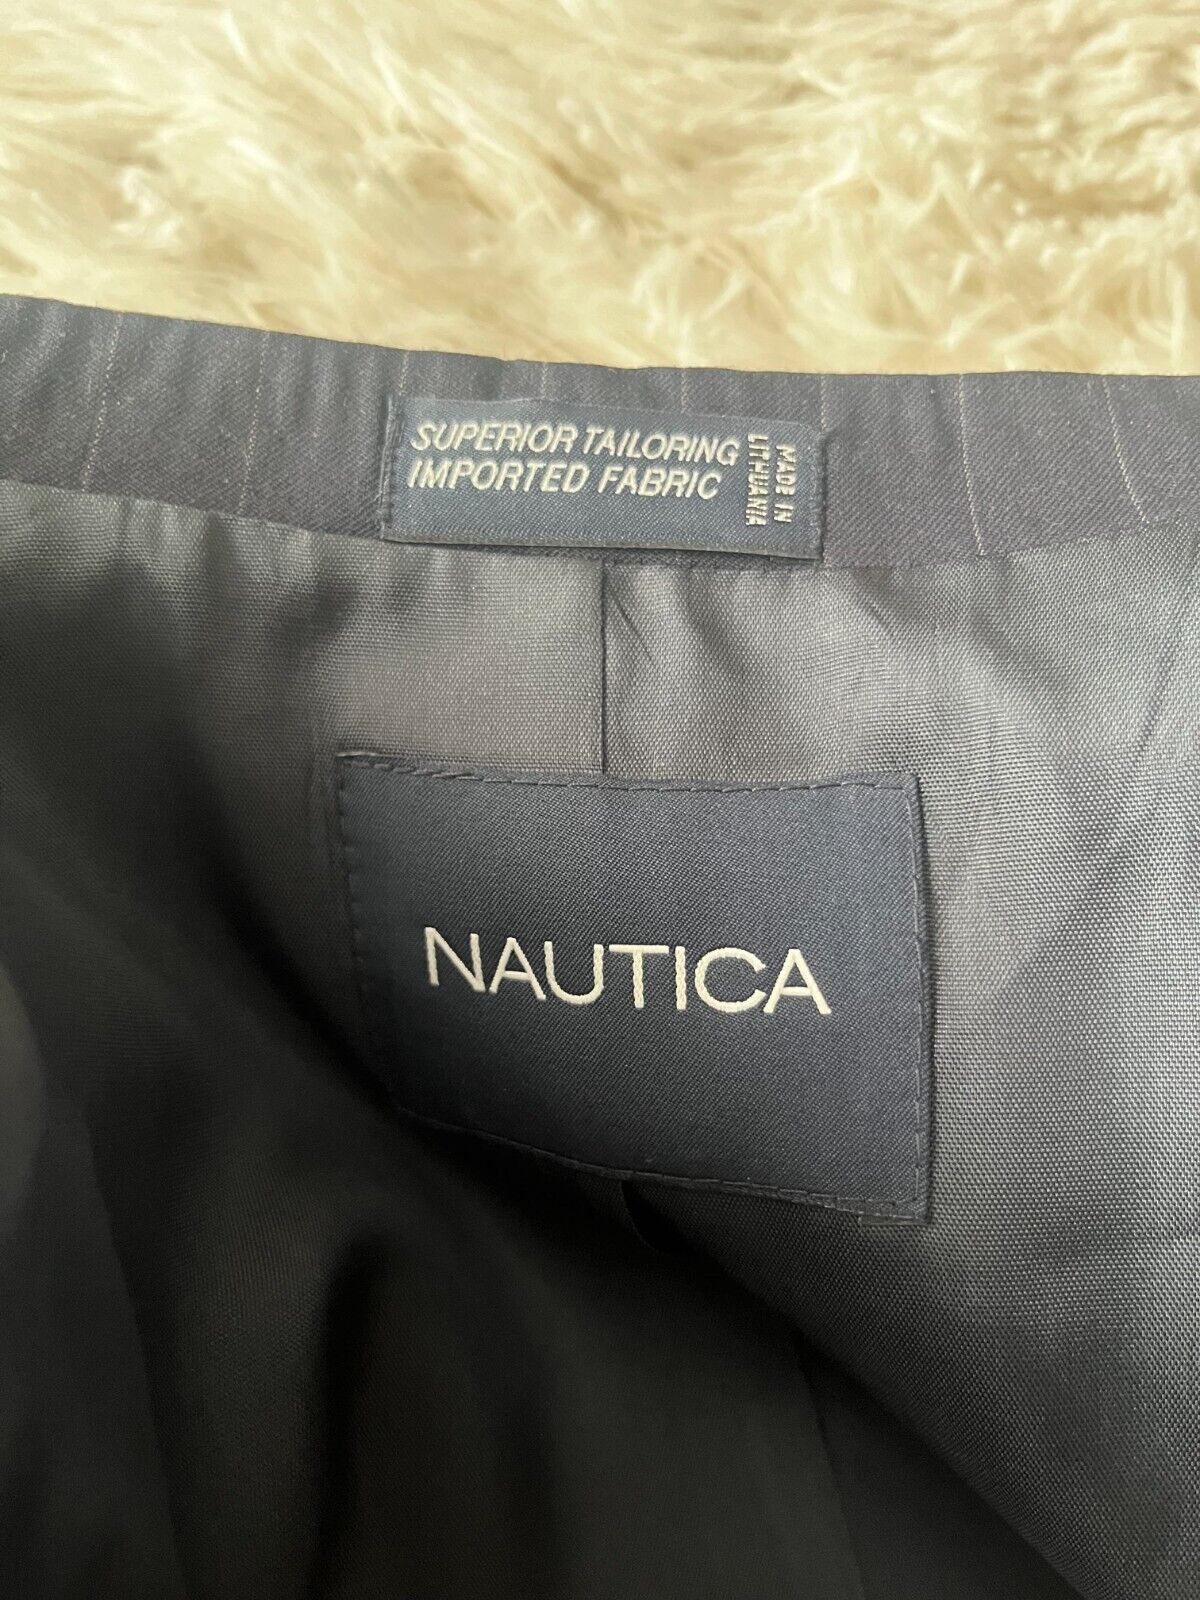 SUPERIOR TAILORING
IMPORTED FABRIC
MADE IN
LITHUANIA
NAUTICA